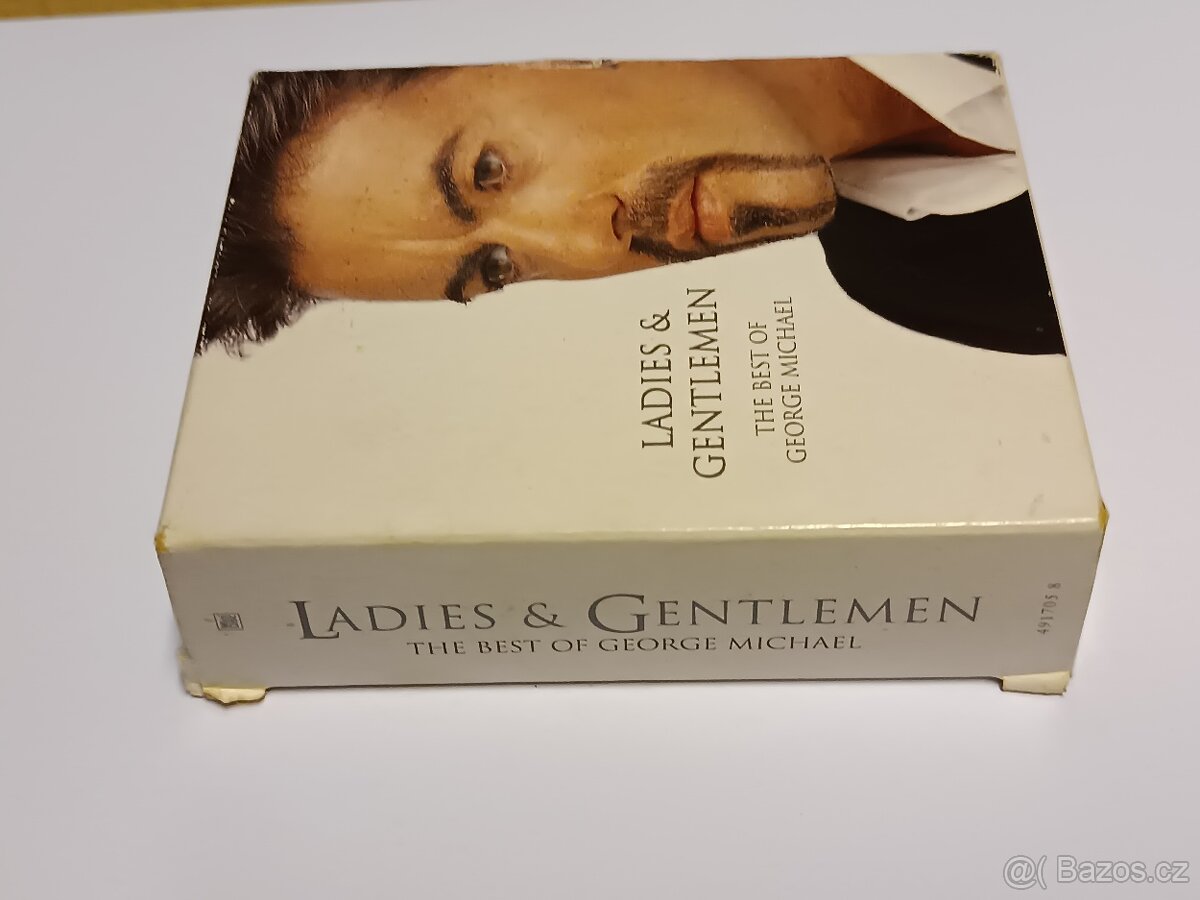 LADIES &
GENTLEMEN
THE BEST OF
GEORGE MICHAEL
LADIES & GENTLEMEN
THE BEST OF GEORGE MICHAEL
491705 8
@( Bazos.cz